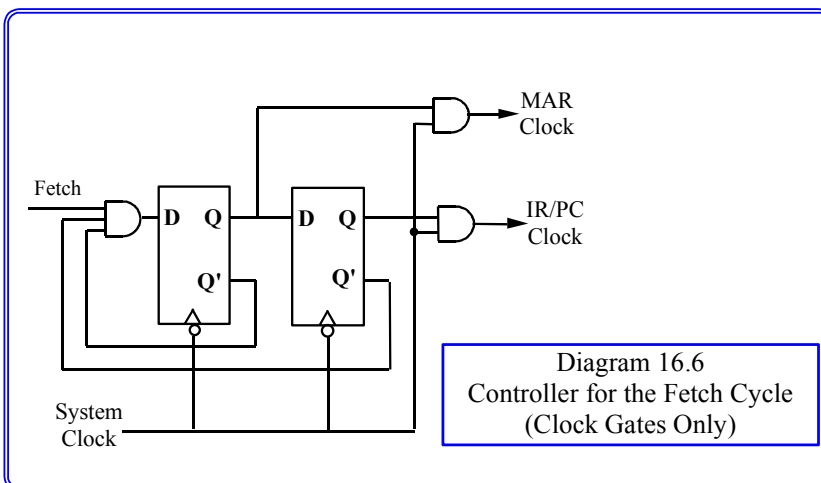 MAR
Clock
Fetch
D Q D Q
IR/PC
Clock
Q' Q'
System
Clock
Diagram 16.6
Controller for the Fetch Cycle
(Clock Gates Only)